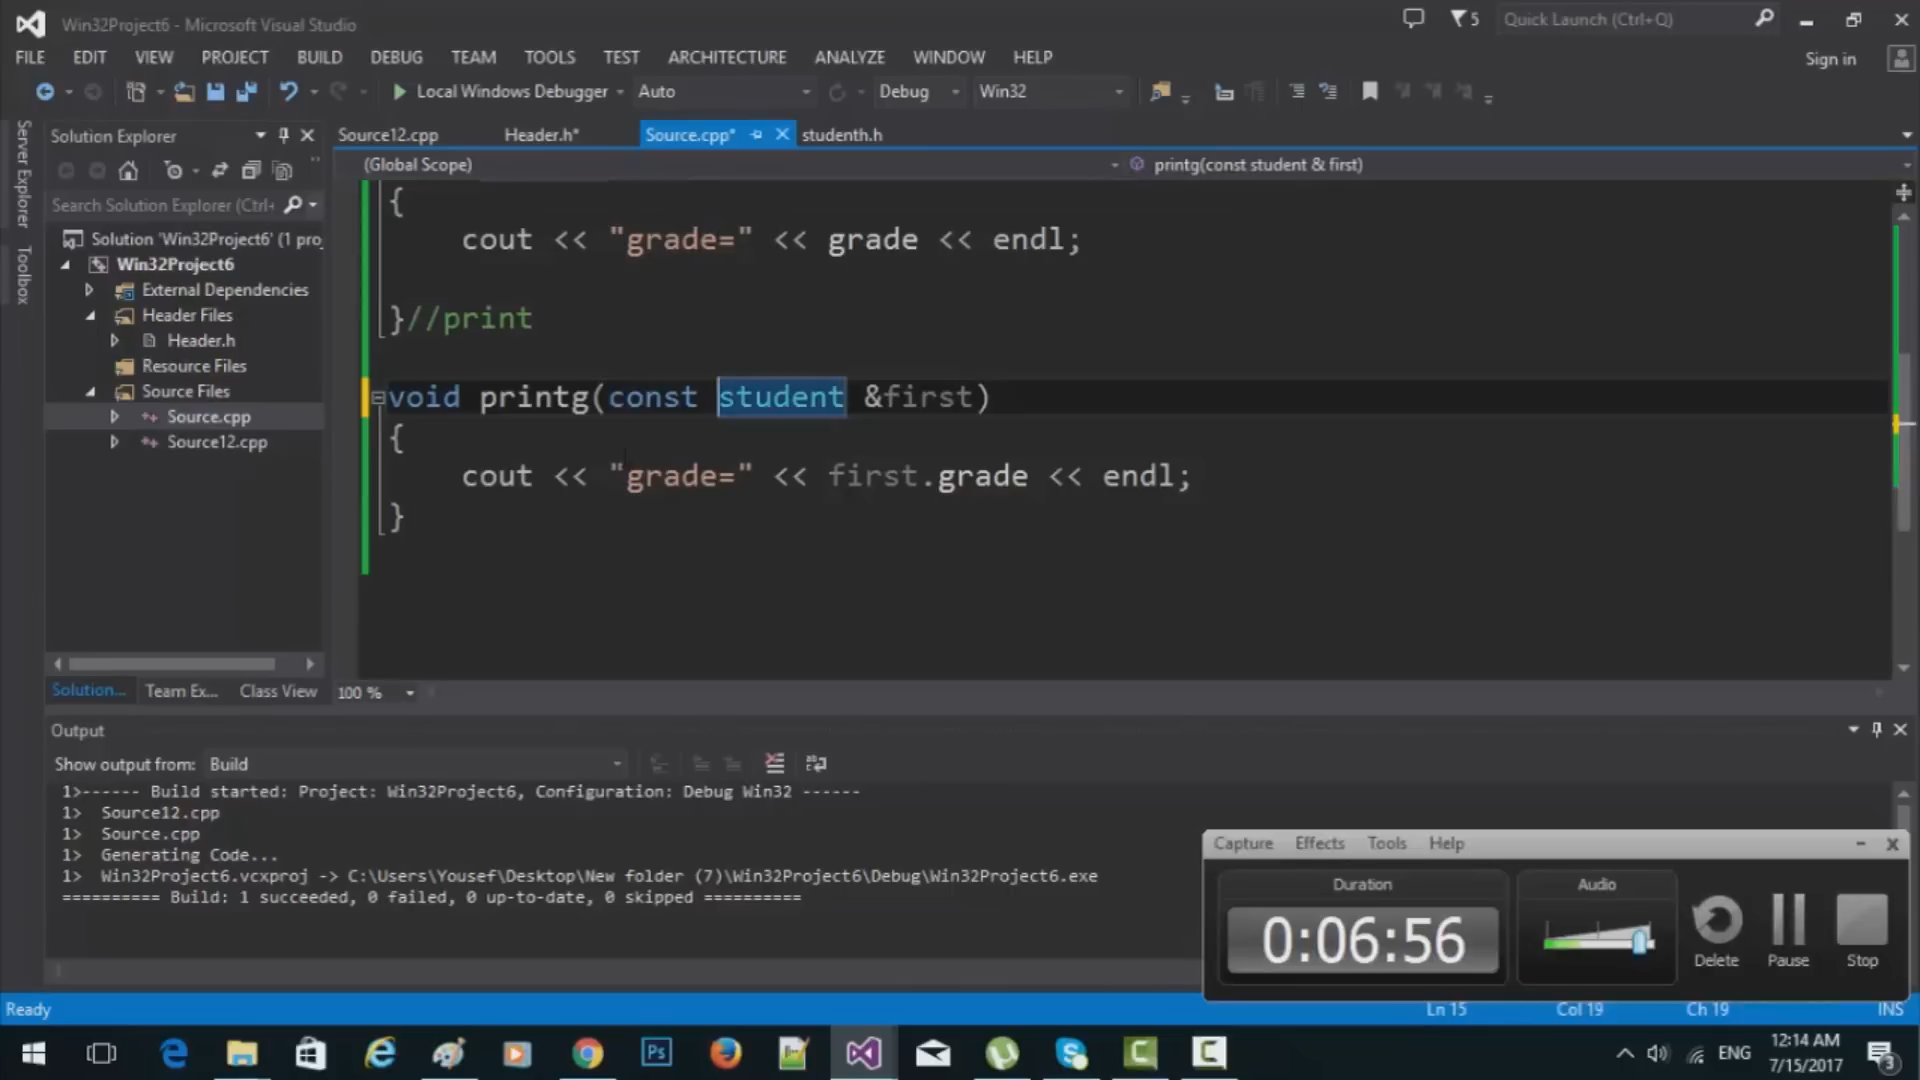 Win32Project6 - Microsoft Visual Studio
5
Quick Launch (Ctrl+Q)
FILE EDIT VIEW PROJECT BUILD DEBUG TEAM TOOLS TEST ARCHITECTURE ANALYZE WINDOW HELP
Sign in
Local Windows Debugger Auto Debug Win32
Server Explorer
Toolbox
Solution Explorer
Search Solution Explorer (Ctrl+
Solution 'Win32Project6' (1 proj
Win32Project6
External Dependencies
Header Files
Header.h
Resource Files
Source Files
Source.cpp
Source12.cpp
Solution... Team Ex... Class View
Source12.cpp Header.h* Source.cpp* studenth.h
(Global Scope) printg(const student & first)
{
cout << "grade=" << grade << endl;
}//print
void printg(const student &first)
{
cout << "grade=" << first.grade << endl;
}
100 %
Output
Show output from: Build
1>------ Build started: Project: Win32Project6, Configuration: Debug Win32 ------
1> Source12.cpp
1> Source.cpp
1> Generating Code...
1> Win32Project6.vcxproj -> C:\Users\Yousef\Desktop\New folder (7)\Win32Project6\Debug\Win32Project6.exe
========== Build: 1 succeeded, 0 failed, 0 up-to-date, 0 skipped ==========
Capture Effects Tools Help
Duration
0:06:56
Audio
Delete Pause Stop
Ready
Ln 15 Col 19 Ch 19 INS
Ps
ENG
12:14 AM
7/15/2017
3